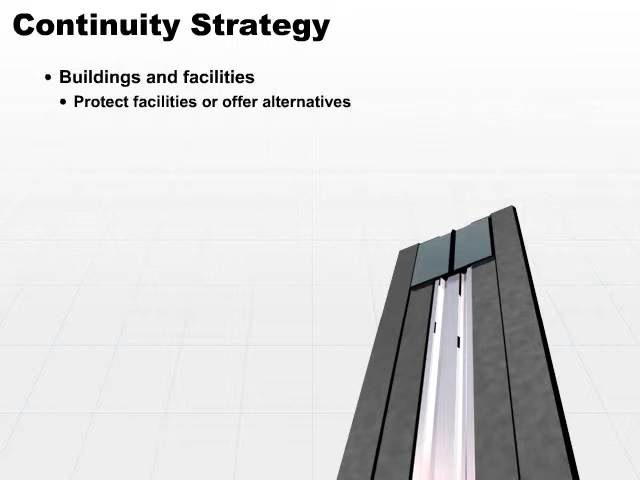 Continuity Strategy
• Buildings and facilities
• Protect facilities or offer alternatives